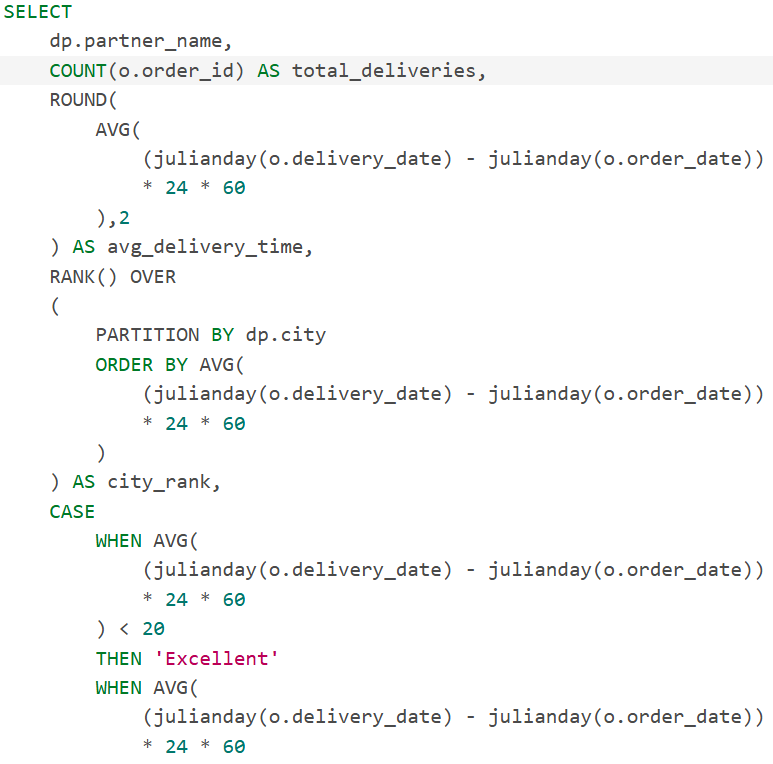 SELECT
    dp.partner_name,
    COUNT(o.order_id) AS total_deliveries,
    ROUND(
        AVG(
            (julianday(o.delivery_date) - julianday(o.order_date))
            * 24 * 60
        ),2
    ) AS avg_delivery_time,
    RANK() OVER
    (
        PARTITION BY dp.city
        ORDER BY AVG(
            (julianday(o.delivery_date) - julianday(o.order_date))
            * 24 * 60
        )
    ) AS city_rank,
    CASE
        WHEN AVG(
            (julianday(o.delivery_date) - julianday(o.order_date))
            * 24 * 60
        ) < 20
        THEN 'Excellent'
        WHEN AVG(
            (julianday(o.delivery_date) - julianday(o.order_date))
            * 24 * 60